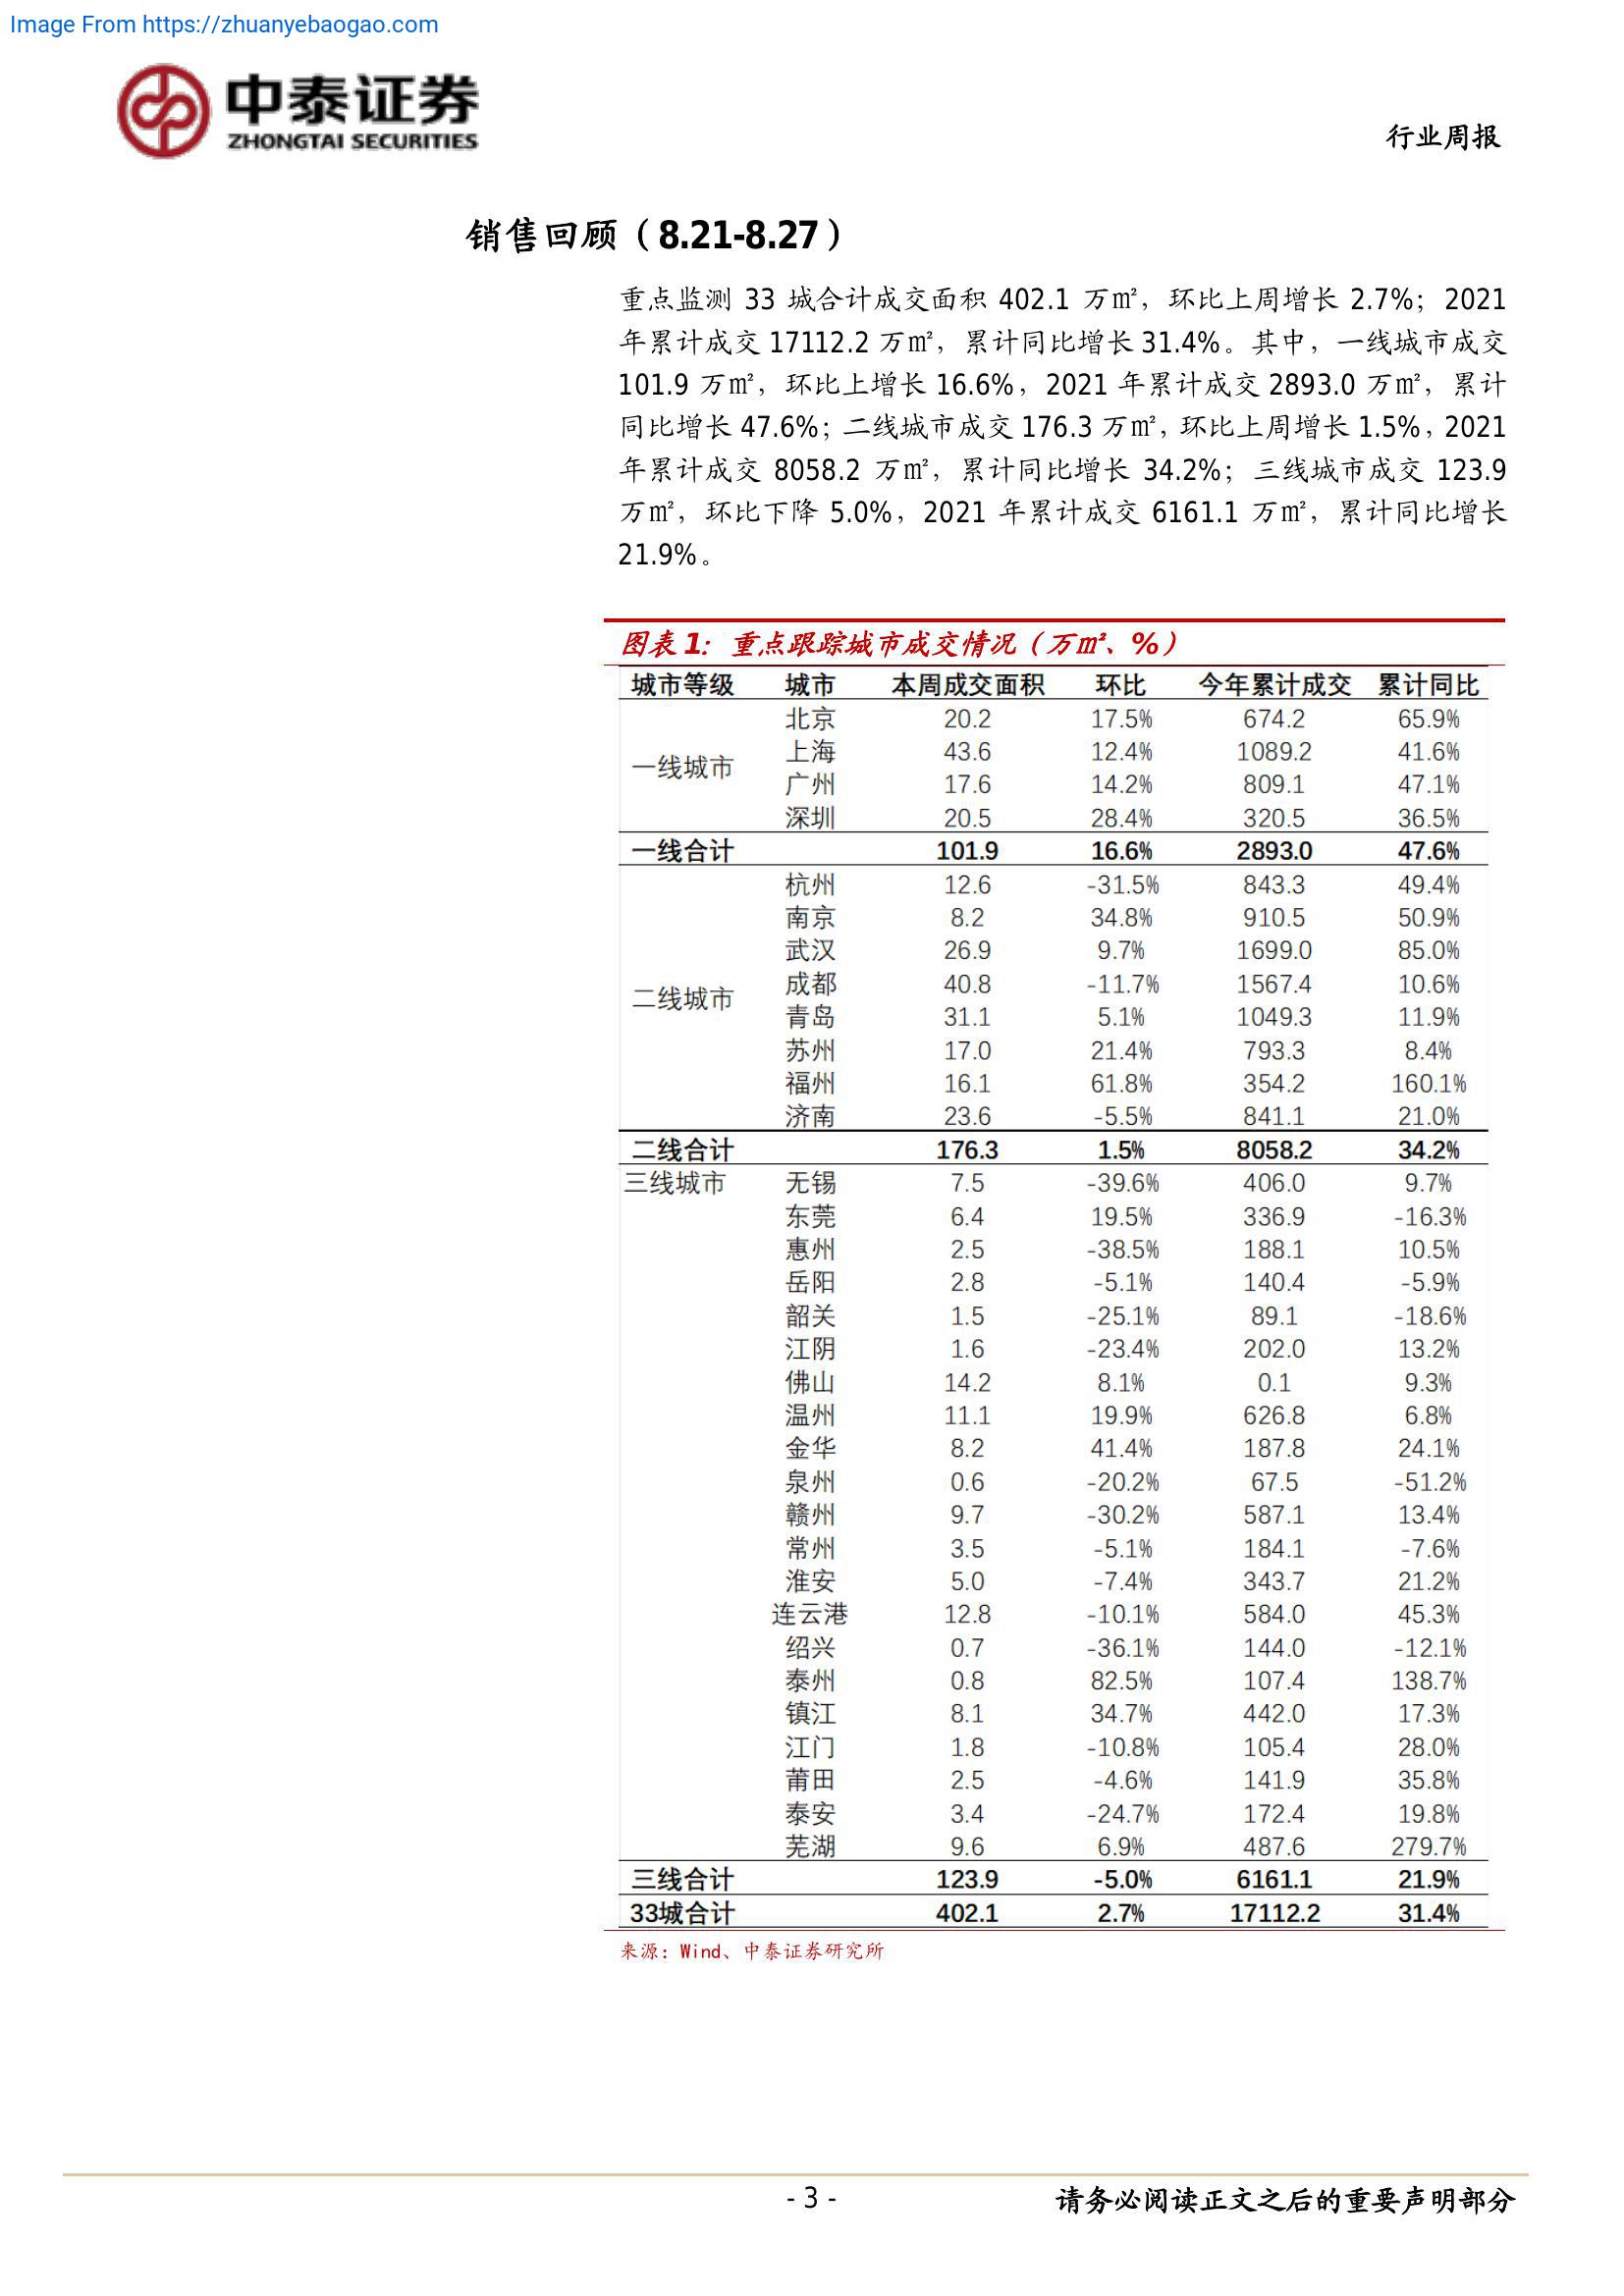 Image From https://zhuanyebaogao.com
中泰证券
ZHONGTAI SECURITIES
行业周报
销售回顾（8.21-8.27）
重点监测 33 城合计成交面积 402.1 万㎡，环比上周增长 2.7%；2021
年累计成交 17112.2 万㎡，累计同比增长 31.4%。其中，一线城市成交
101.9 万㎡，环比上增长 16.6%，2021 年累计成交 2893.0 万㎡，累计
同比增长 47.6%；二线城市成交 176.3 万㎡，环比上周增长 1.5%，2021
年累计成交 8058.2 万㎡，累计同比增长 34.2%；三线城市成交 123.9
万㎡，环比下降 5.0%，2021 年累计成交 6161.1 万㎡，累计同比增长
21.9%。
图表 1：重点跟踪城市成交情况（万㎡、%）
城市等级 城市 本周成交面积 环比 今年累计成交 累计同比
一线城市
北京 20.2 17.5% 674.2 65.9%
上海 43.6 12.4% 1089.2 41.6%
广州 17.6 14.2% 809.1 47.1%
深圳 20.5 28.4% 320.5 36.5%
一线合计 101.9 16.6% 2893.0 47.6%
二线城市
杭州 12.6 -31.5% 843.3 49.4%
南京 8.2 34.8% 910.5 50.9%
武汉 26.9 9.7% 1699.0 85.0%
成都 40.8 -11.7% 1567.4 10.6%
青岛 31.1 5.1% 1049.3 11.9%
苏州 17.0 21.4% 793.3 8.4%
福州 16.1 61.8% 354.2 160.1%
济南 23.6 -5.5% 841.1 21.0%
二线合计 176.3 1.5% 8058.2 34.2%
三线城市 无锡 7.5 -39.6% 406.0 9.7%
东莞 6.4 19.5% 336.9 -16.3%
惠州 2.5 -38.5% 188.1 10.5%
岳阳 2.8 -5.1% 140.4 -5.9%
韶关 1.5 -25.1% 89.1 -18.6%
江阴 1.6 -23.4% 202.0 13.2%
佛山 14.2 8.1% 0.1 9.3%
温州 11.1 19.9% 626.8 6.8%
金华 8.2 41.4% 187.8 24.1%
泉州 0.6 -20.2% 67.5 -51.2%
赣州 9.7 -30.2% 587.1 13.4%
常州 3.5 -5.1% 184.1 -7.6%
淮安 5.0 -7.4% 343.7 21.2%
连云港 12.8 -10.1% 584.0 45.3%
绍兴 0.7 -36.1% 144.0 -12.1%
泰州 0.8 82.5% 107.4 138.7%
镇江 8.1 34.7% 442.0 17.3%
江门 1.8 -10.8% 105.4 28.0%
莆田 2.5 -4.6% 141.9 35.8%
泰安 3.4 -24.7% 172.4 19.8%
芜湖 9.6 6.9% 487.6 279.7%
三线合计 123.9 -5.0% 6161.1 21.9%
33城合计 402.1 2.7% 17112.2 31.4%
来源：Wind、中泰证券研究所
- 3 -
请务必阅读正文之后的重要声明部分